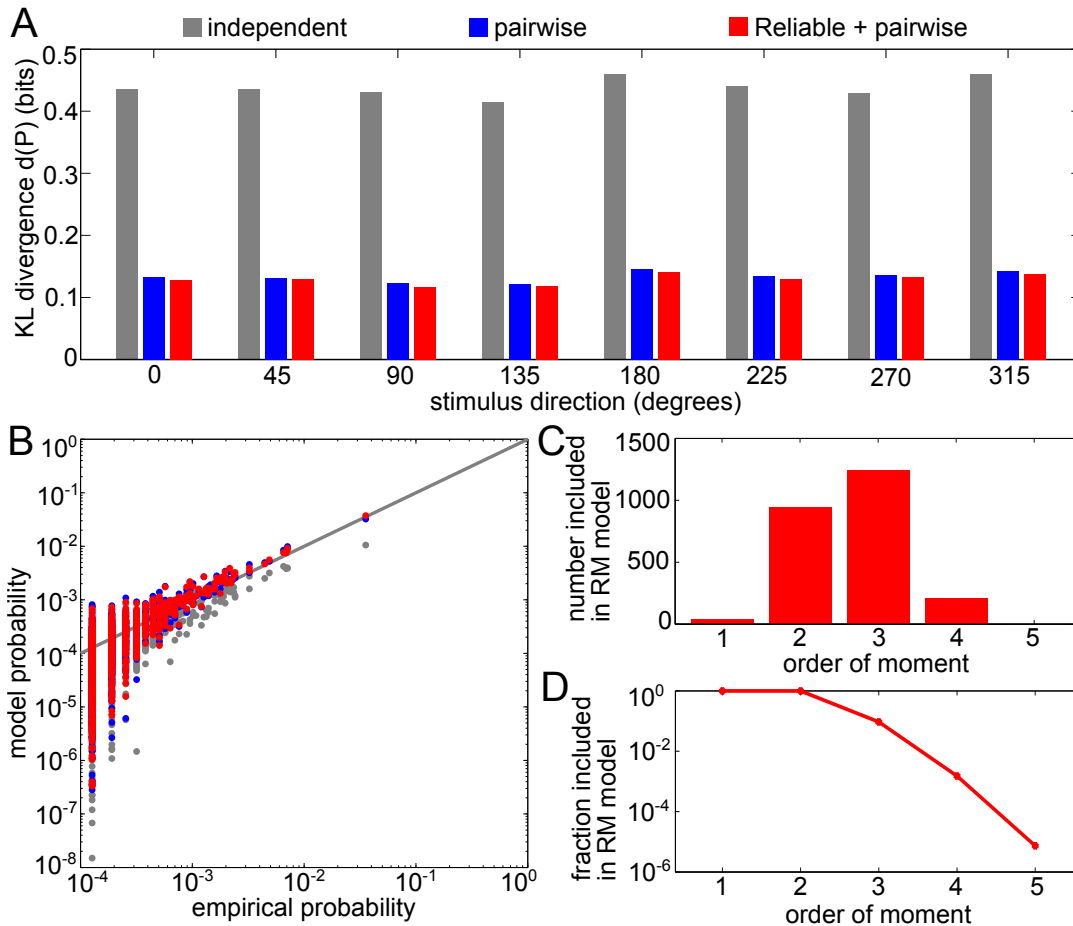 A
independent pairwise Reliable + pairwise
KL divergence d(P) (bits)
0.5
0.4
0.3
0.2
0.1
0
0 45 90 135 180 225 270 315
stimulus direction (degrees)
B
model probability
10^0
10^-1
10^-2
10^-3
10^-4
10^-5
10^-6
10^-7
10^-8
10^-4 10^-3 10^-2 10^-1 10^0
empirical probability
C
number included
in RM model
1500
1000
500
0
1 2 3 4 5
order of moment
D
fraction included
in RM model
10^0
10^-2
10^-4
10^-6
1 2 3 4 5
order of moment